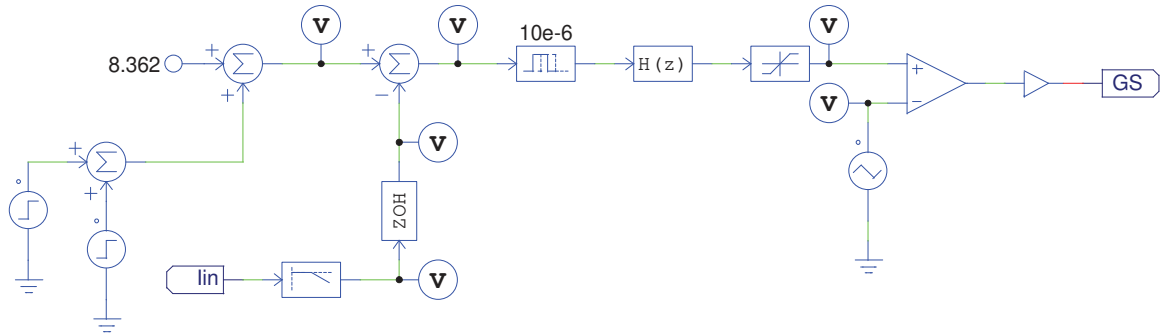 V
V
10e-6
V
8.362
+
Σ
+
+
Σ
−
H(z)
+
−
GS
V
V
+
Σ
+
ZOH
Iin
V